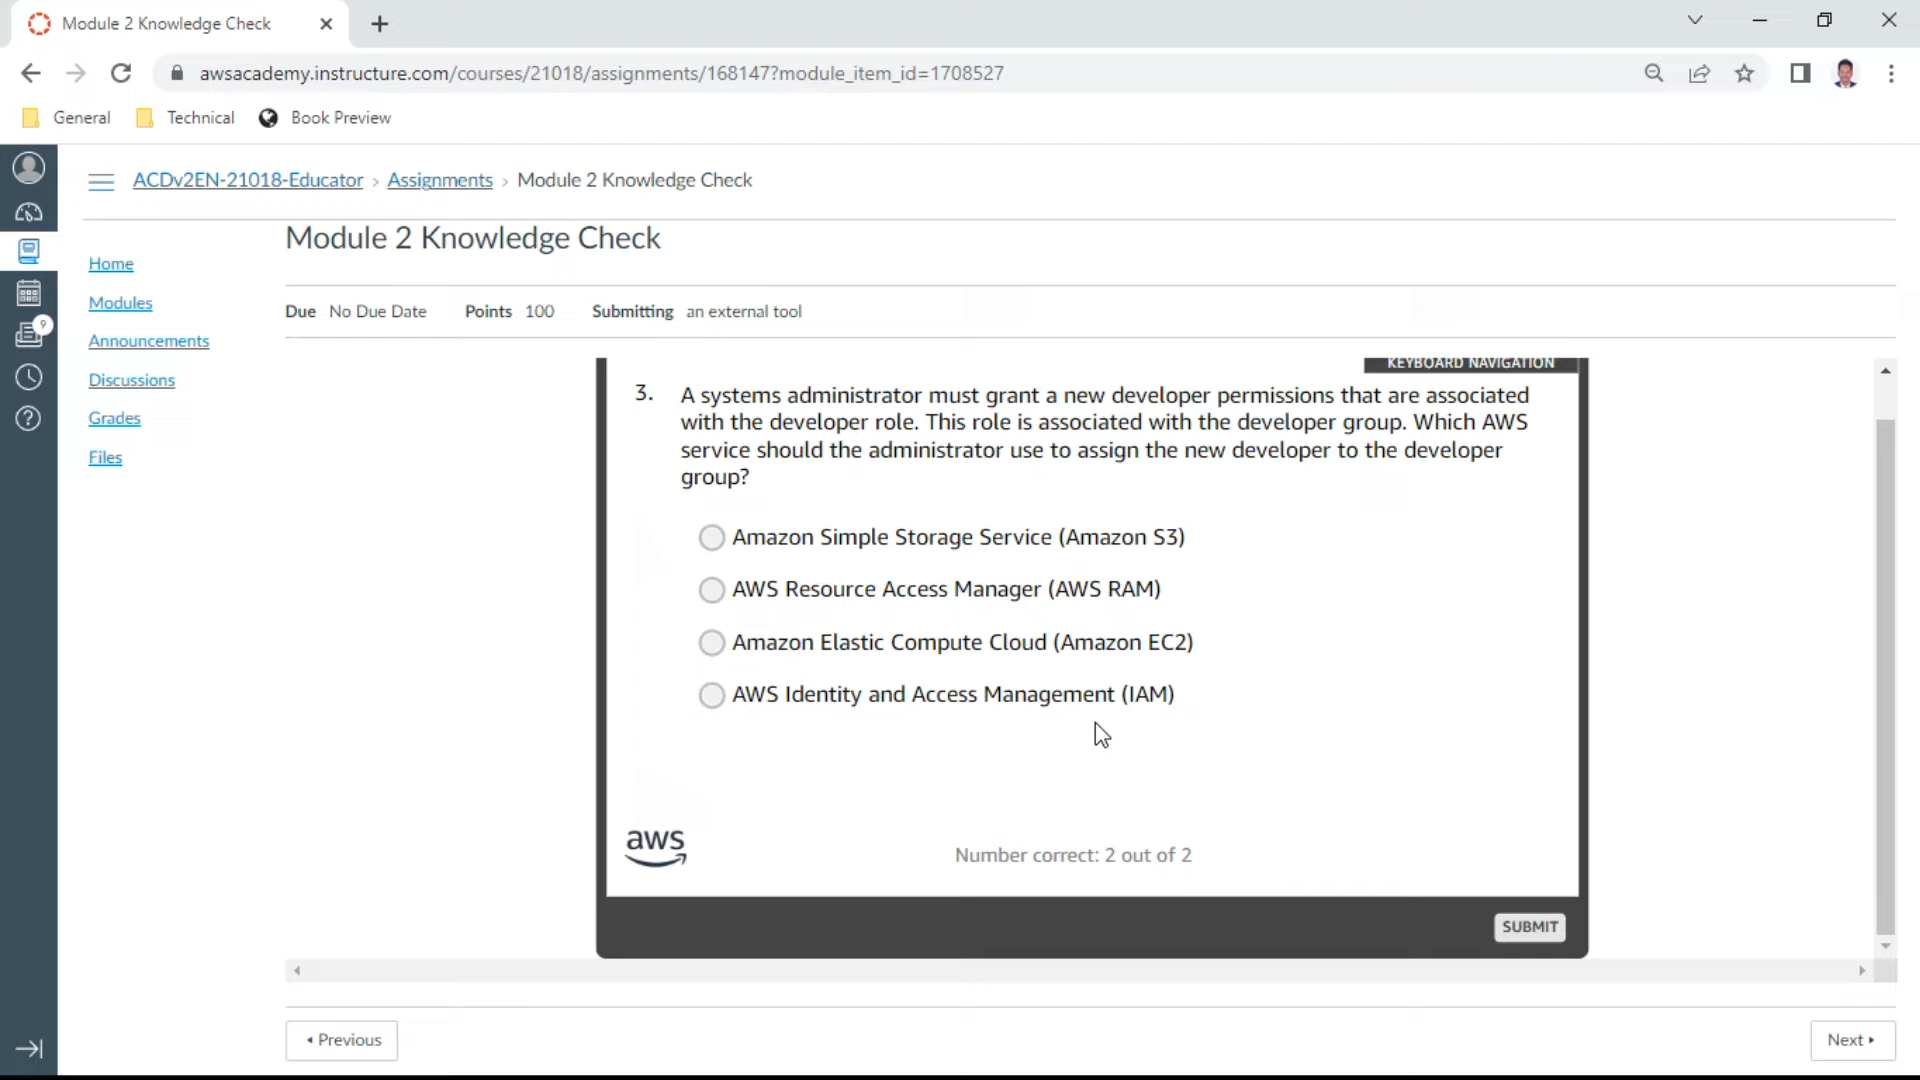 Module 2 Knowledge Check
awsacademy.instructure.com/courses/21018/assignments/168147?module_item_id=1708527
General
Technical
Book Preview
ACDv2EN-21018-Educator › Assignments › Module 2 Knowledge Check
Module 2 Knowledge Check
Home
Modules
Announcements
Discussions
Grades
Files
9
Due No Due Date Points 100 Submitting an external tool
KEYBOARD NAVIGATION
3. A systems administrator must grant a new developer permissions that are associated
with the developer role. This role is associated with the developer group. Which AWS
service should the administrator use to assign the new developer to the developer
group?
Amazon Simple Storage Service (Amazon S3)
AWS Resource Access Manager (AWS RAM)
Amazon Elastic Compute Cloud (Amazon EC2)
AWS Identity and Access Management (IAM)
aws
Number correct: 2 out of 2
SUBMIT
Previous
Next